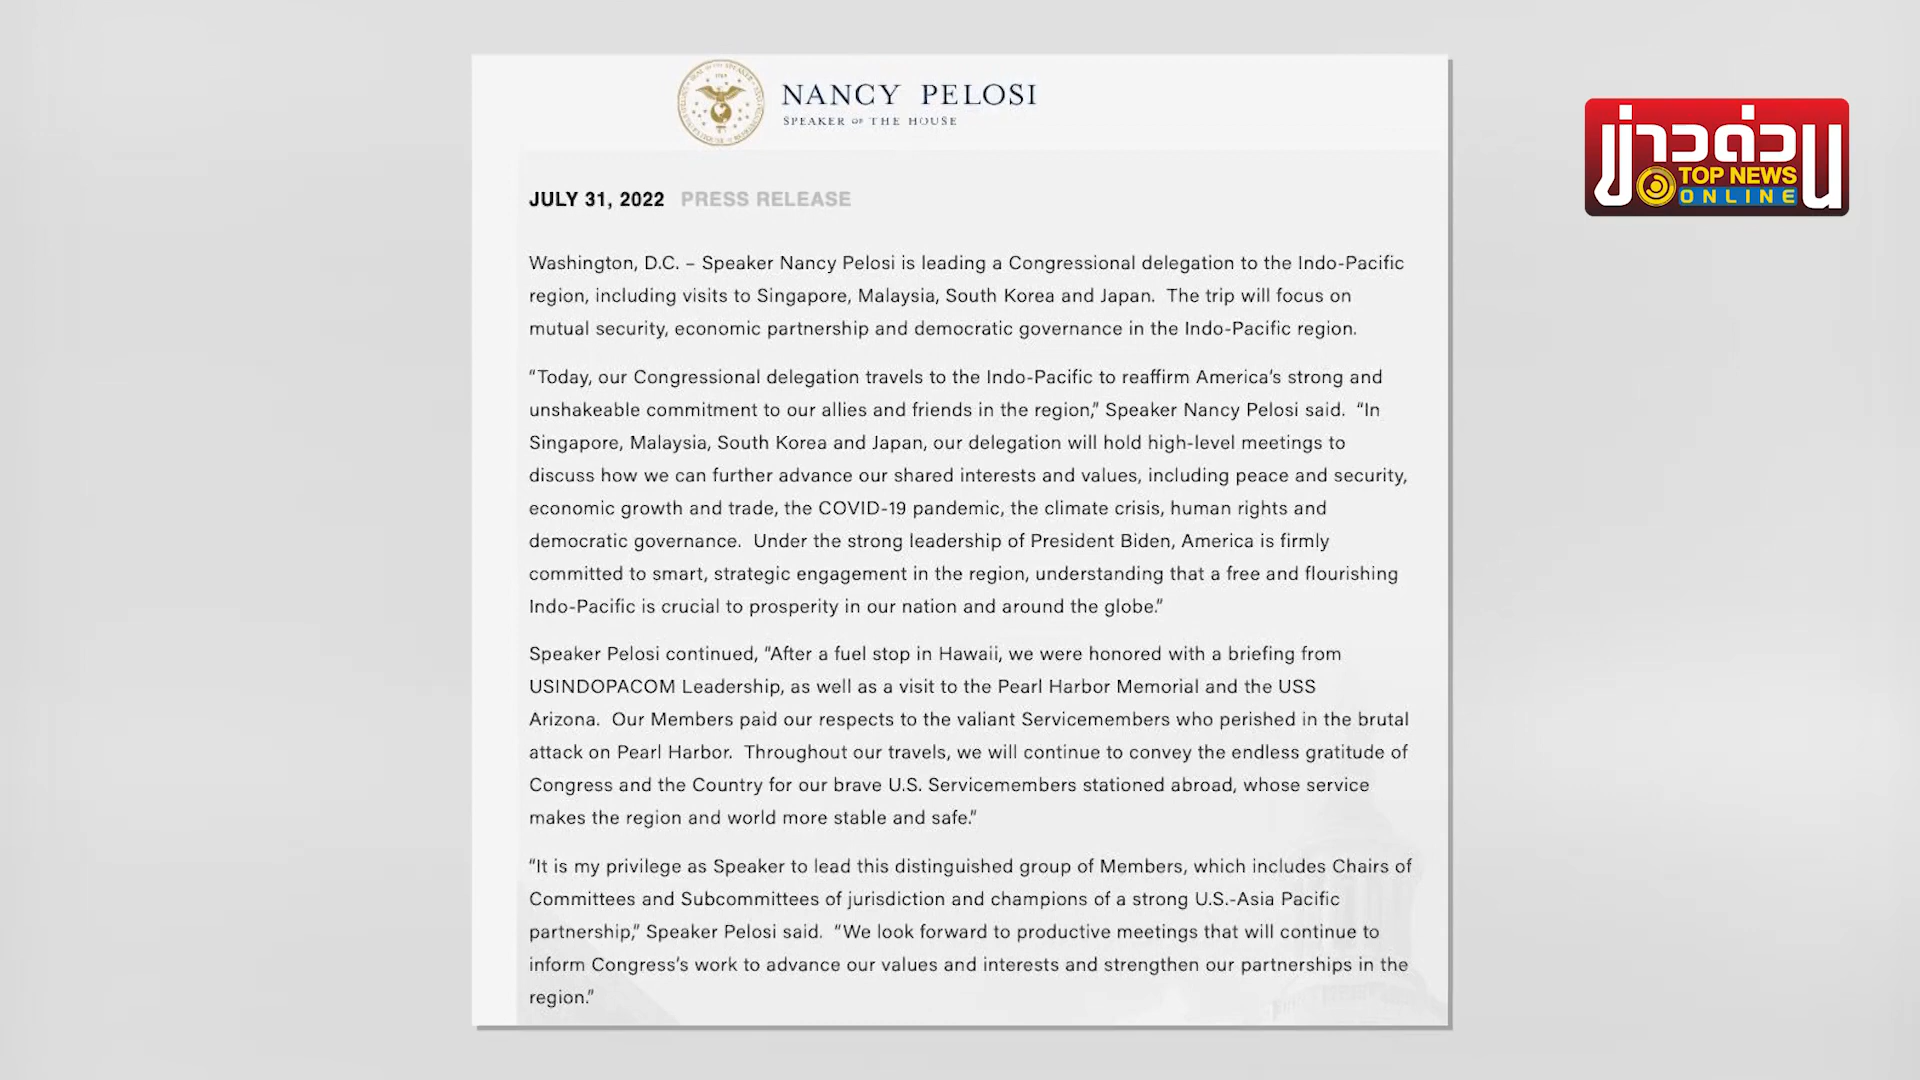 NANCY PELOSI
SPEAKER OF THE HOUSE
ข่าวด่วน
TOP NEWS
ONLINE
JULY 31, 2022 PRESS RELEASE
Washington, D.C. – Speaker Nancy Pelosi is leading a Congressional delegation to the Indo-Pacific
region, including visits to Singapore, Malaysia, South Korea and Japan.  The trip will focus on
mutual security, economic partnership and democratic governance in the Indo-Pacific region.
“Today, our Congressional delegation travels to the Indo-Pacific to reaffirm America’s strong and
unshakeable commitment to our allies and friends in the region,” Speaker Nancy Pelosi said.  “In
Singapore, Malaysia, South Korea and Japan, our delegation will hold high-level meetings to
discuss how we can further advance our shared interests and values, including peace and security,
economic growth and trade, the COVID-19 pandemic, the climate crisis, human rights and
democratic governance.  Under the strong leadership of President Biden, America is firmly
committed to smart, strategic engagement in the region, understanding that a free and flourishing
Indo-Pacific is crucial to prosperity in our nation and around the globe.”
Speaker Pelosi continued, “After a fuel stop in Hawaii, we were honored with a briefing from
USINDOPACOM Leadership, as well as a visit to the Pearl Harbor Memorial and the USS
Arizona.  Our Members paid our respects to the valiant Servicemembers who perished in the brutal
attack on Pearl Harbor.  Throughout our travels, we will continue to convey the endless gratitude of
Congress and the Country for our brave U.S. Servicemembers stationed abroad, whose service
makes the region and world more stable and safe.”
“It is my privilege as Speaker to lead this distinguished group of Members, which includes Chairs of
Committees and Subcommittees of jurisdiction and champions of a strong U.S.-Asia Pacific
partnership,” Speaker Pelosi said.  “We look forward to productive meetings that will continue to
inform Congress’s work to advance our values and interests and strengthen our partnerships in the
region.”